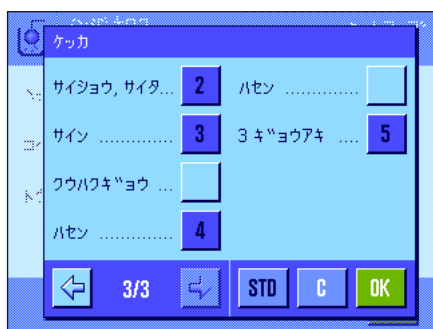 ケッカ
サイショウ, サイタ... 2
ハセン ............. 
サイン ............. 3
3 ギョウアキ .... 5
クウハクギョウ ...
ハセン ............. 4
3/3
STD
C
OK